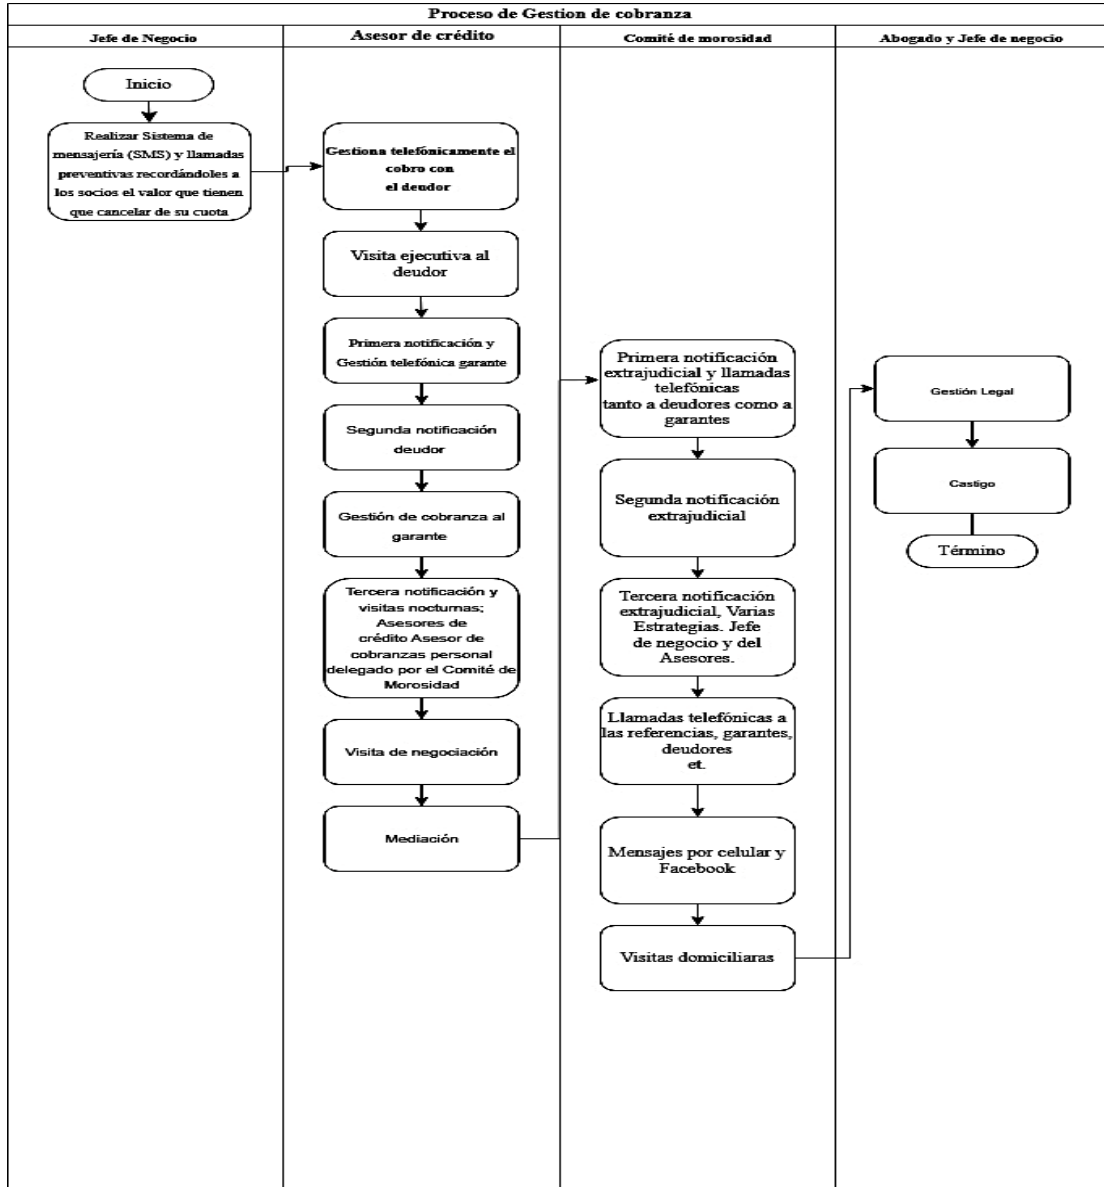 Proceso de Gestion de cobranza
Jefe de Negocio
Asesor de crédito
Comité de morosidad
Abogado y Jefe de negocio
Inicio
Realizar Sistema de
mensajería (SMS) y llamadas
preventivas recordándoles a
los socios el valor que tienen
que cancelar de su cuota
Gestiona telefónicamente el
cobro con
el deudor
Visita ejecutiva al
deudor
Primera notificación y
Gestión telefónica garante
Segunda notificación
deudor
Gestión de cobranza al
garante
Tercera notificación y
visitas nocturnas;
Asesores de
crédito Asesor de
cobranzas personal
delegado por el Comité de
Morosidad
Visita de negociación
Mediación
Primera notificación
extrajudicial y llamadas
telefónicas
tanto a deudores como a
garantes
Segunda notificación
extrajudicial
Tercera notificación
extrajudicial, Varias
Estrategias. Jefe
de negocio y del
Asesores.
Llamadas telefónicas a
las referencias, garantes,
deudores
et.
Mensajes por celular y
Facebook
Visitas domiciliaras
Gestión Legal
Castigo
Término